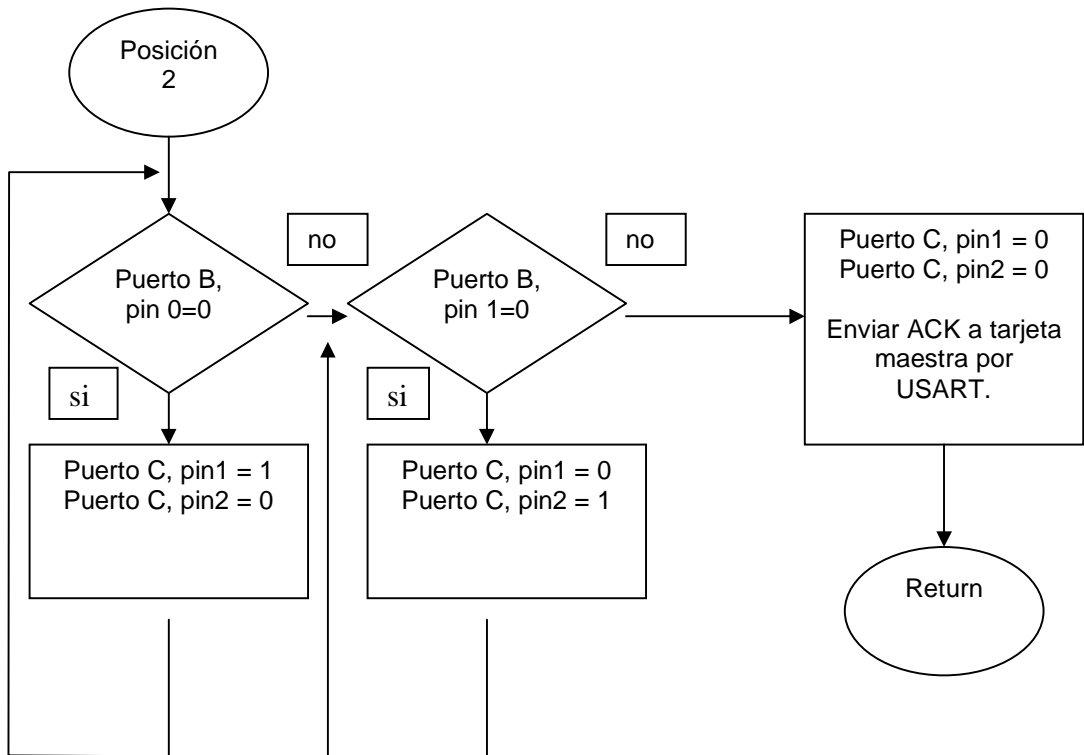 Posición
2
no
no
Puerto B,
pin 0=0
Puerto B,
pin 1=0
Puerto C, pin1 = 0
Puerto C, pin2 = 0
Enviar ACK a tarjeta
maestra por
USART.
si
si
Puerto C, pin1 = 1
Puerto C, pin2 = 0
Puerto C, pin1 = 0
Puerto C, pin2 = 1
Return